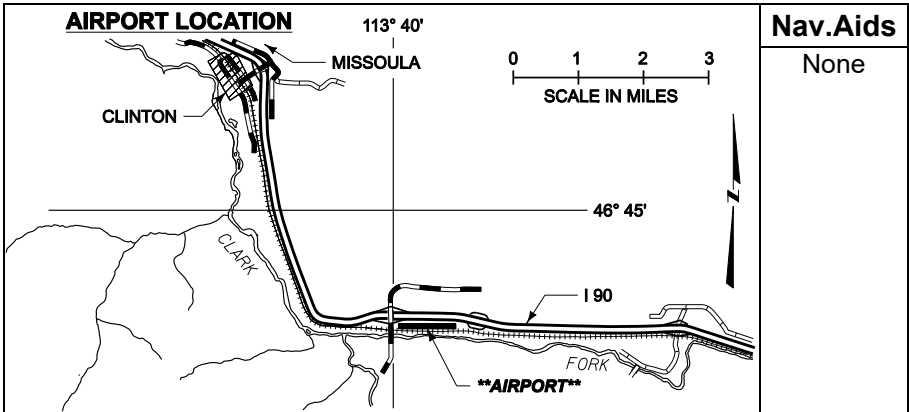 AIRPORT LOCATION
113° 40'
Nav.Aids
None
MISSOULA
0 1 2 3
SCALE IN MILES
CLINTON
N
46° 45'
CLARK
I 90
FORK
**AIRPORT**